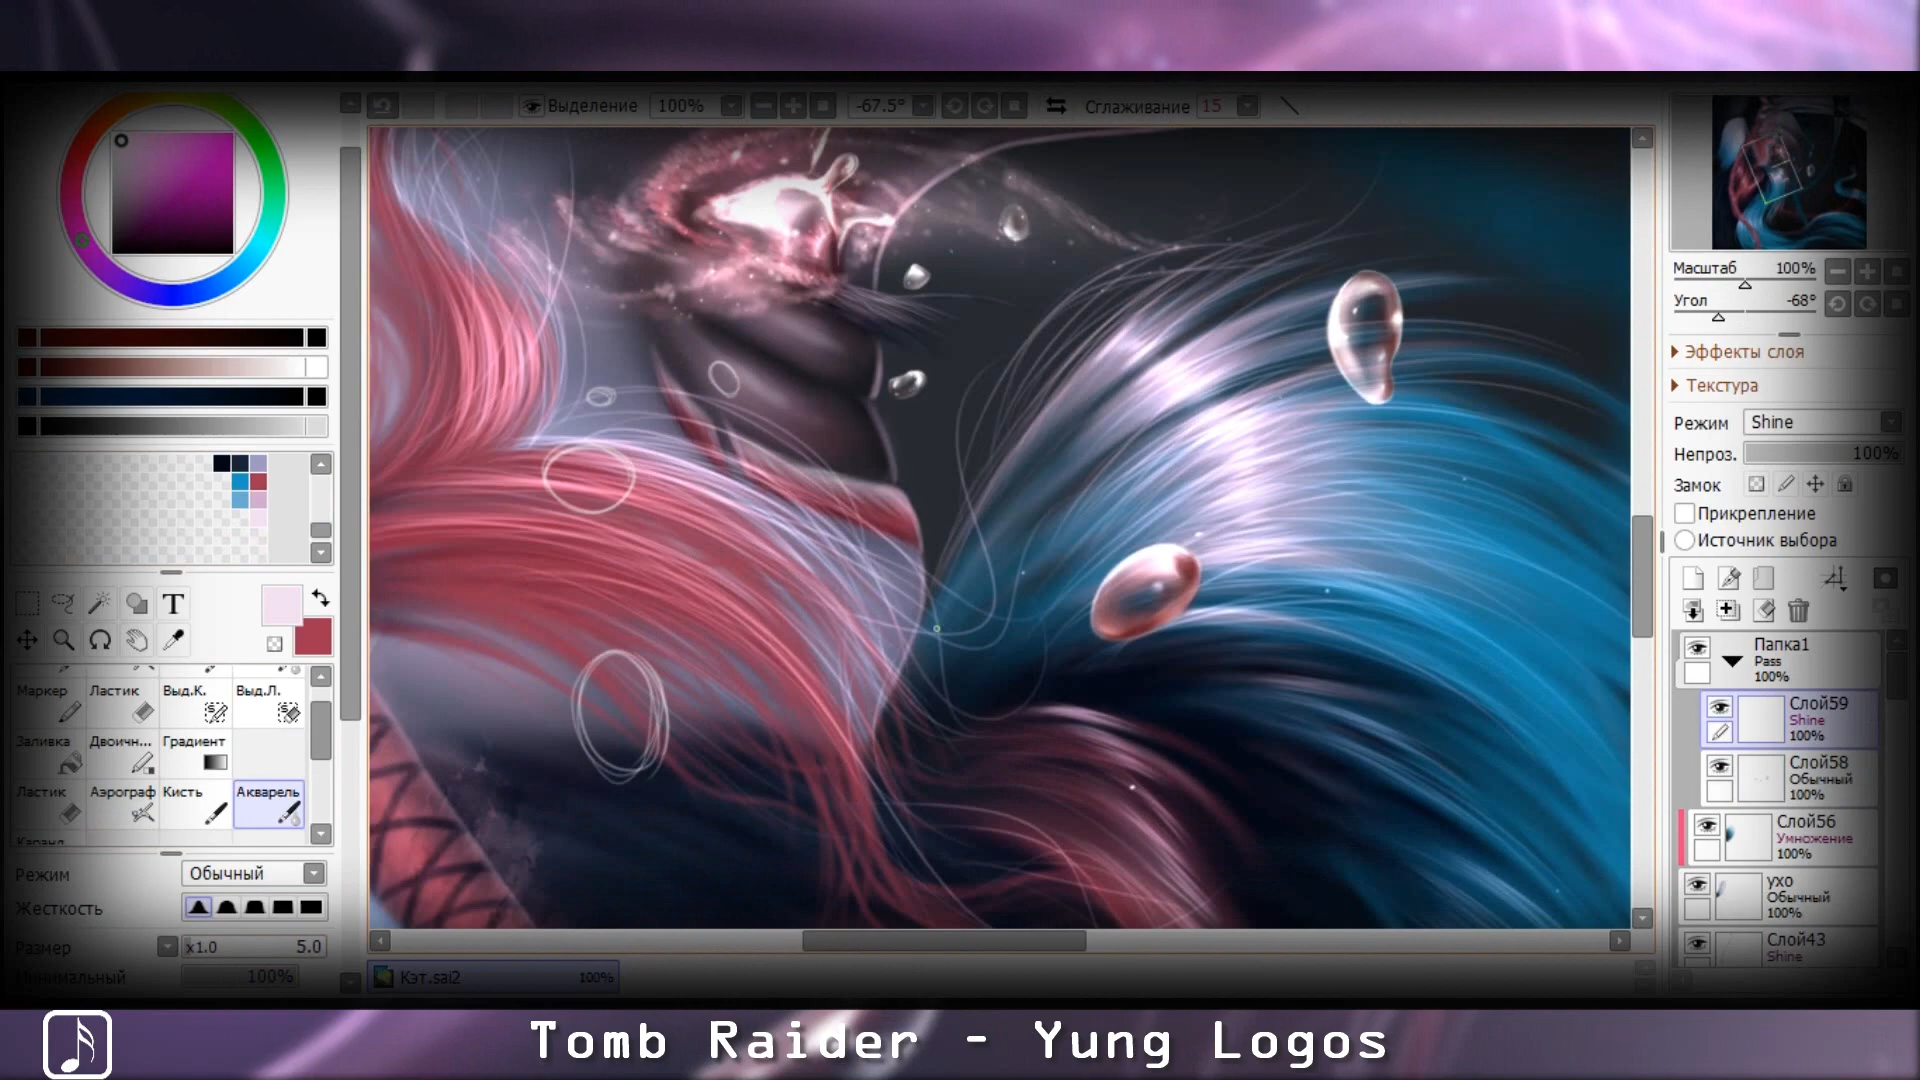 Выделение 100% -67.5° Сглаживание 15
Масштаб 100%
Угол -68°
Эффекты слоя
Текстура
Режим Shine
Непроз. 100%
Замок
Прикрепление
Источник выбора
Папка1
Pass
100%
Слой59
Shine
100%
Слой58
Обычный
100%
Слой56
Умножение
100%
ухо
Обычный
100%
Слой43
Shine
T
Маркер Ластик Выд.К. Выд.Л.
Заливка Двоичн... Градиент
Ластик Аэрограф Кисть Акварель
Режим Обычный
Жесткость
Размер x1.0 5.0
Минимальный 100%
Кэт.sai2 100%
Tomb Raider - Yung Logos